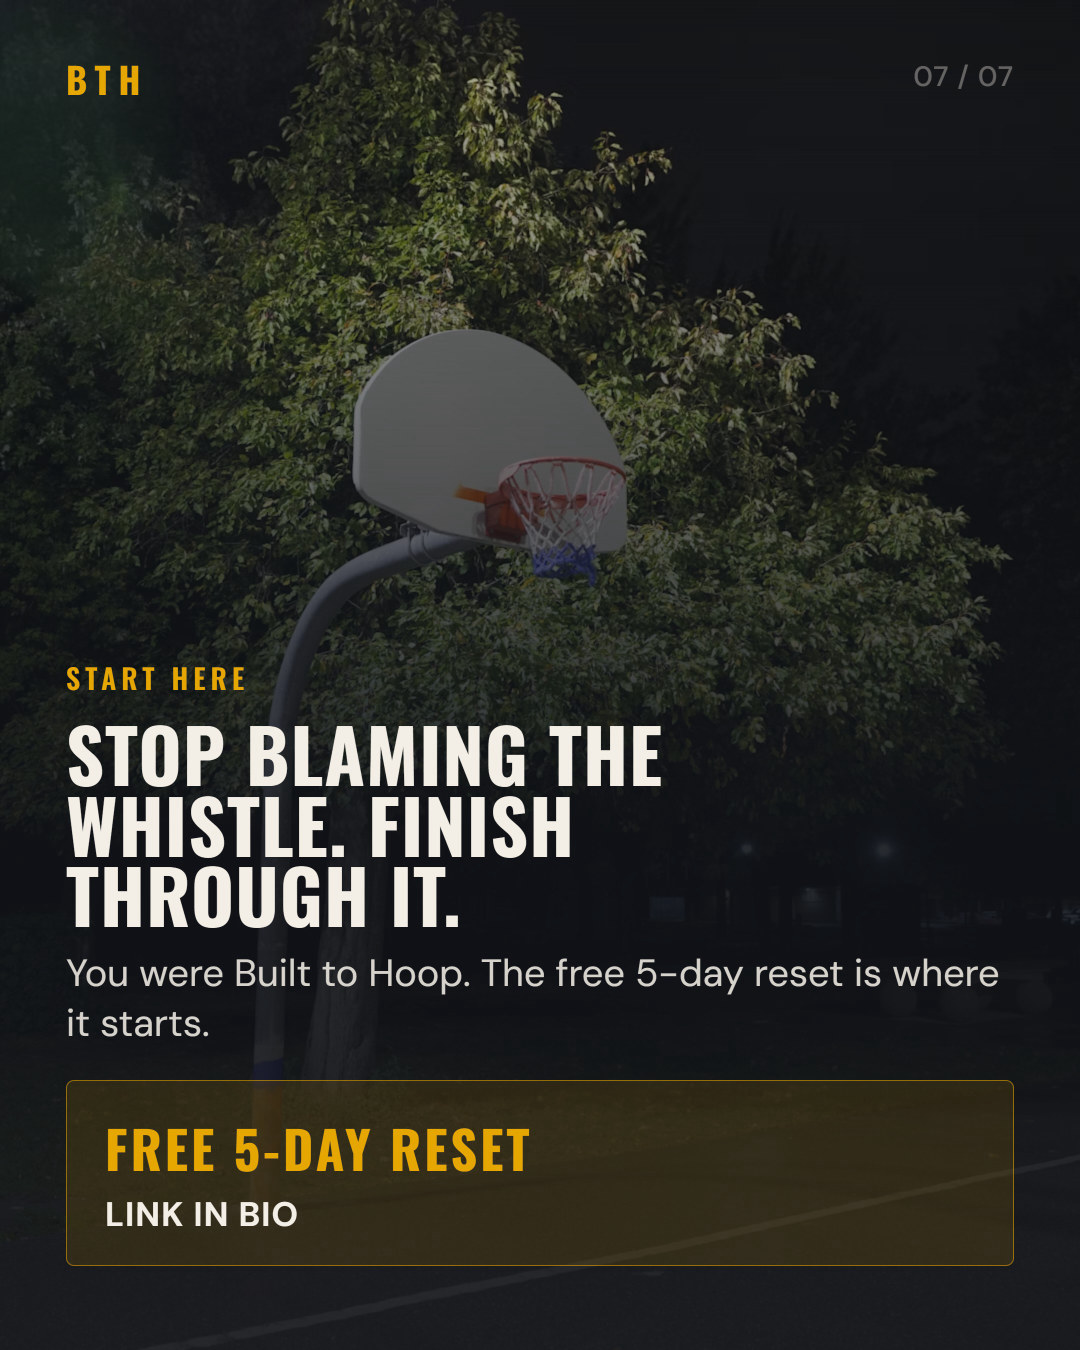 BTH
07 / 07
START HERE
STOP BLAMING THE
WHISTLE. FINISH
THROUGH IT.
You were Built to Hoop. The free 5-day reset is where
it starts.
FREE 5-DAY RESET
LINK IN BIO